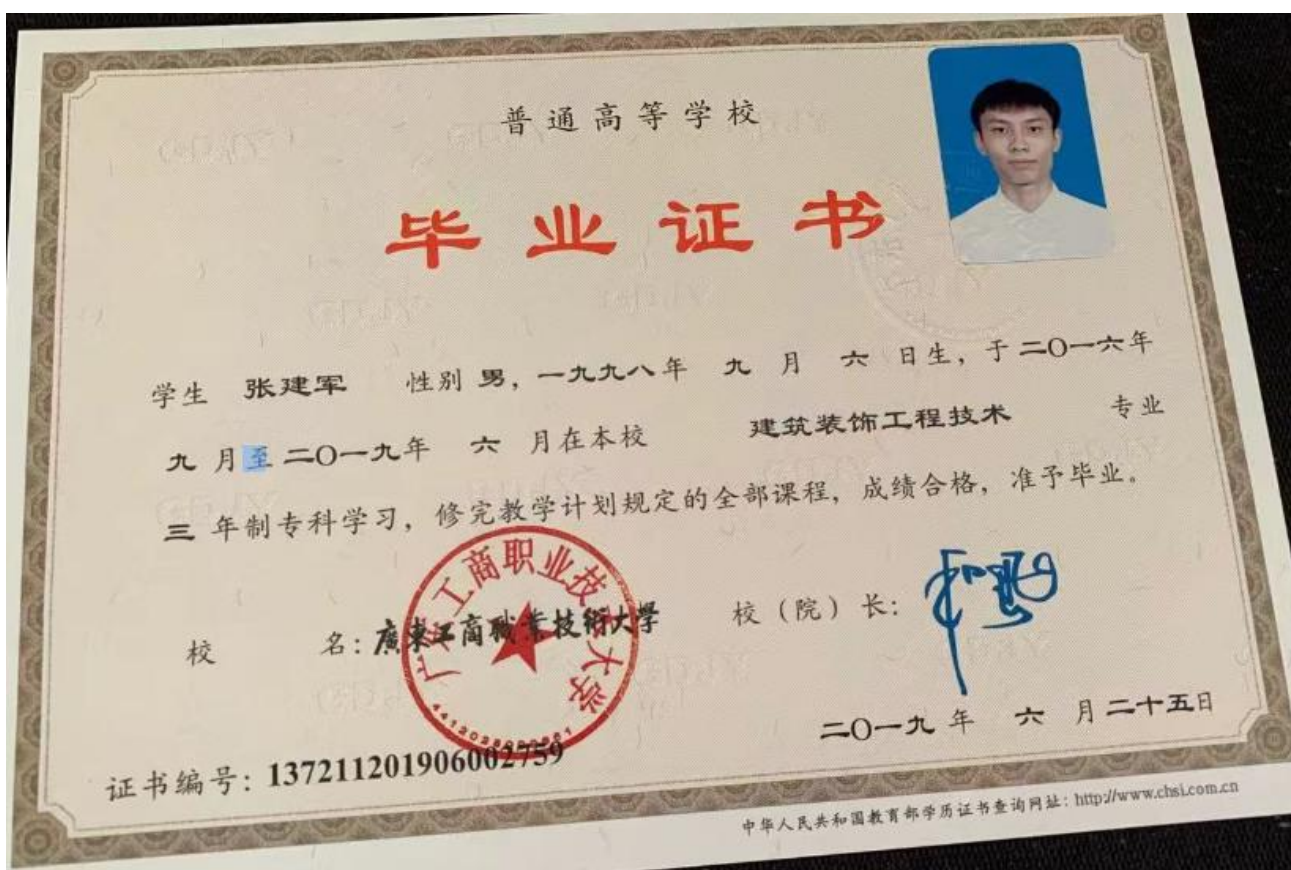 普通高等学校
毕业证书
学生 张建军 性别 男，一九九八年 九 月 六 日生，于二〇一六年
九 月至二〇一九年 六 月在本校 建筑装饰工程技术 专业
三 年制专科学习，修完教学计划规定的全部课程，成绩合格，准予毕业。
校 名：廣東工商職業技術大學 校（院）长：
广东工商职业技术大学
二〇一九 年 六 月二十五日
证书编号：137211201906002759
中华人民共和国教育部学历证书查询网址：http://www.chsi.com.cn